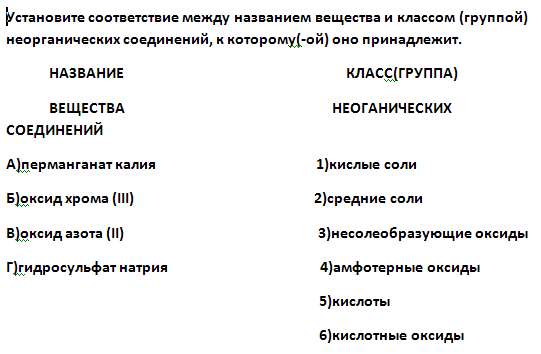 Установите соответствие между названием вещества и классом (группой)
неорганических соединений, к которому(-ой) оно принадлежит.
НАЗВАНИЕ КЛАСС(ГРУППА)
ВЕЩЕСТВА НЕОГАНИЧЕСКИХ
СОЕДИНЕНИЙ
А)перманганат калия 1)кислые соли
Б)оксид хрома (III) 2)средние соли
В)оксид азота (II) 3)несолеобразующие оксиды
Г)гидросульфат натрия 4)амфотерные оксиды
5)кислоты
6)кислотные оксиды